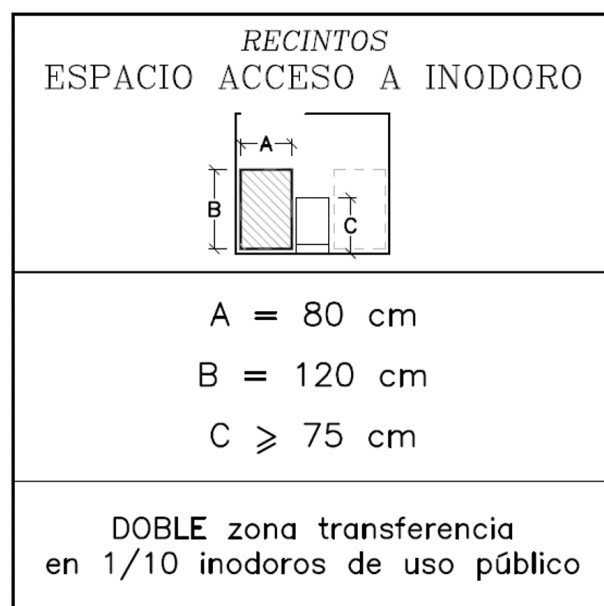 RECINTOS
ESPACIO ACCESO A INODORO
A
B
C
A = 80 cm
B = 120 cm
C ⩾ 75 cm
DOBLE zona transferencia
en 1/10 inodoros de uso público